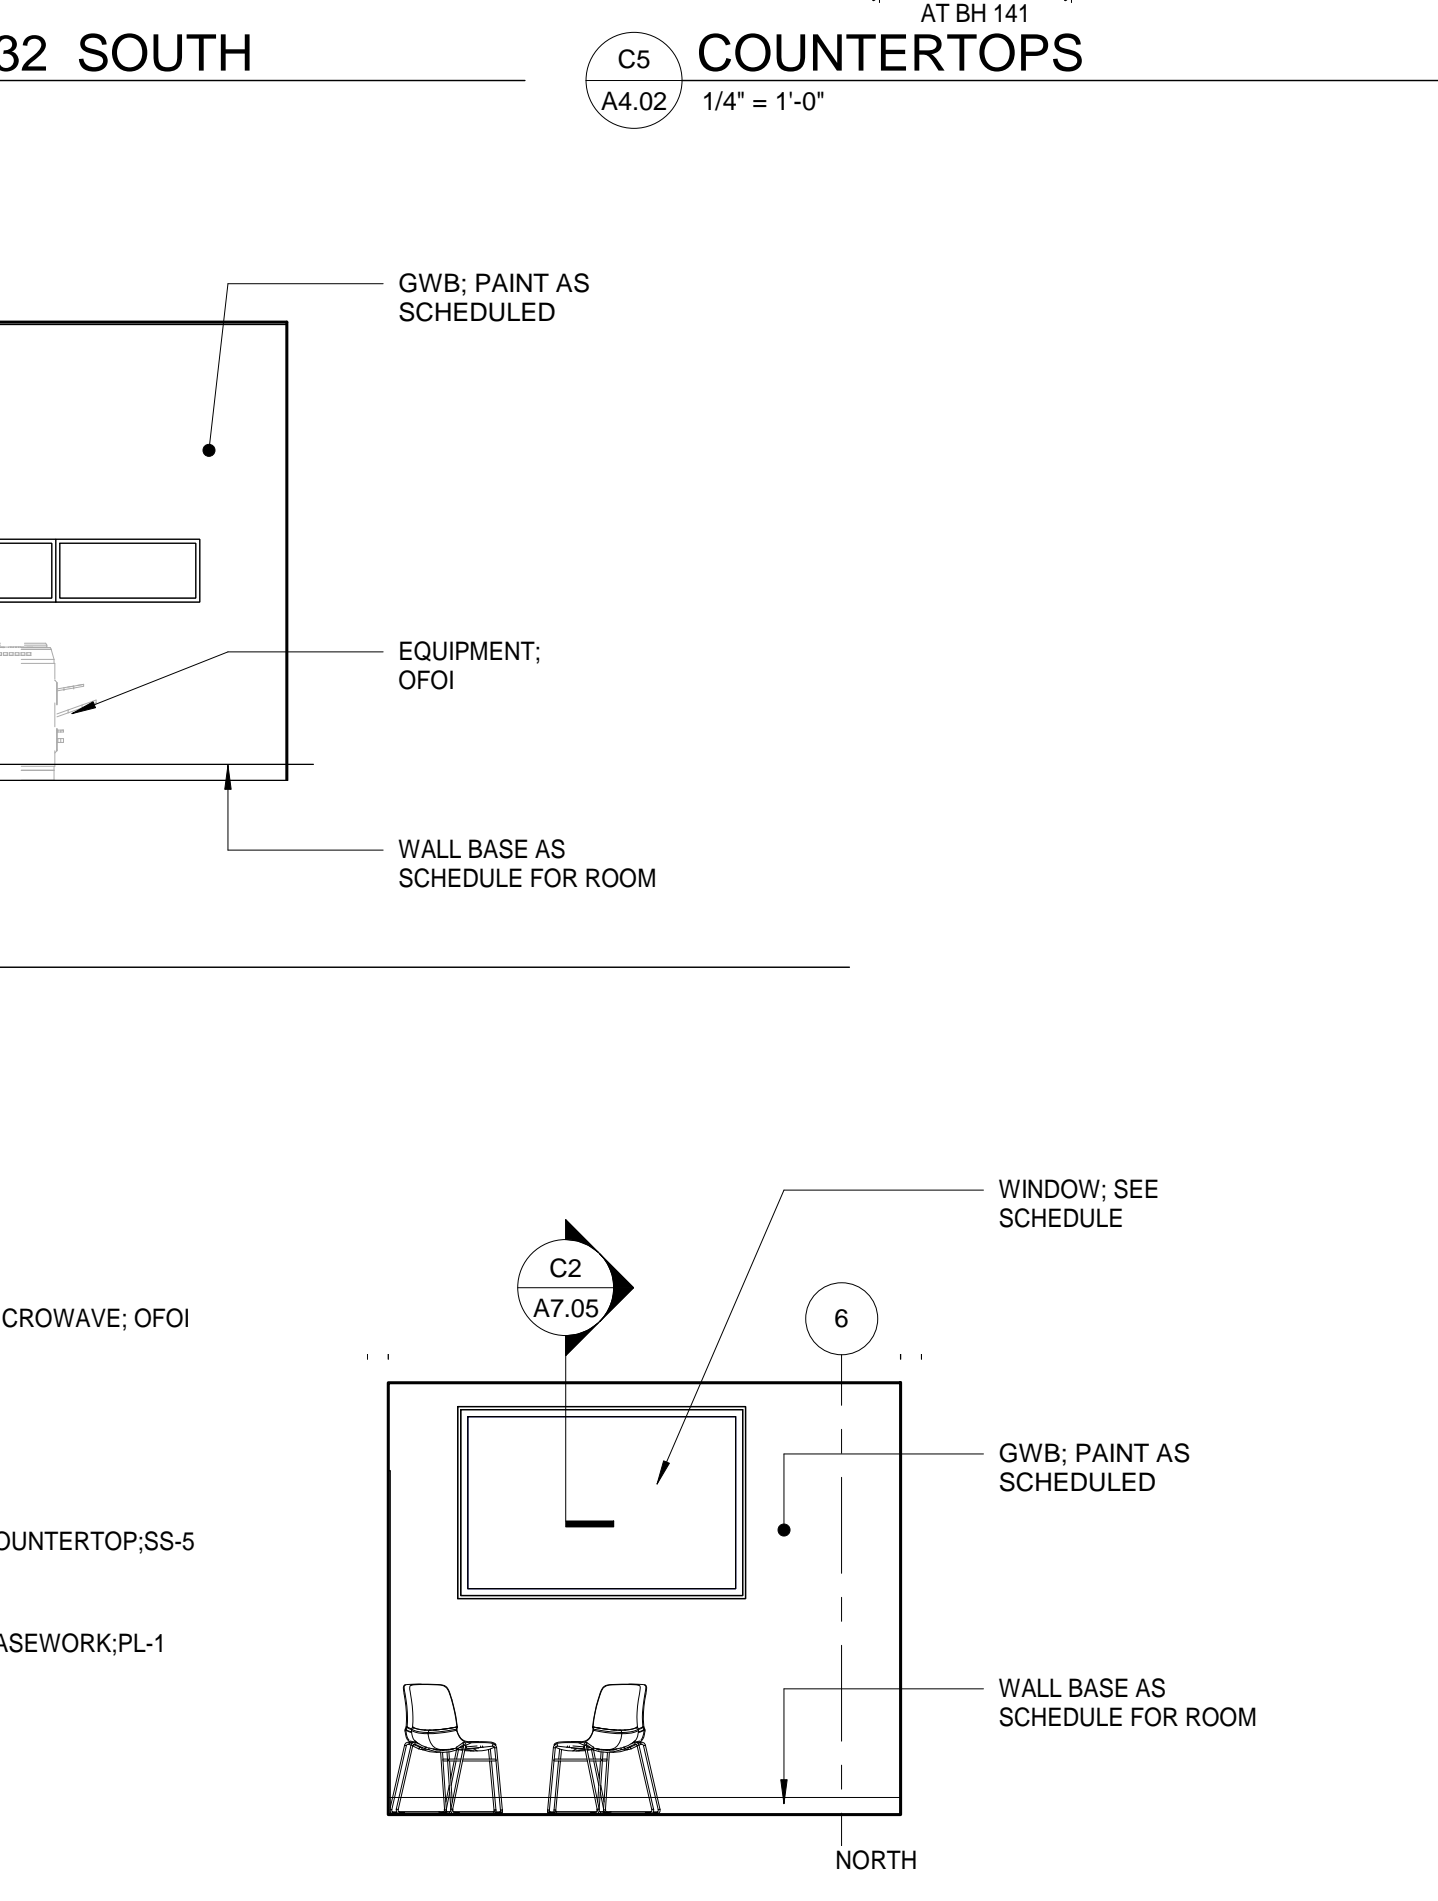 AT BH 141
32 SOUTH
C5
COUNTERTOPS
A4.02
1/4" = 1'-0"
GWB; PAINT AS
SCHEDULED
EQUIPMENT;
OFOI
WALL BASE AS
SCHEDULE FOR ROOM
WINDOW; SEE
SCHEDULE
C2
A7.05
6
CROWAVE; OFOI
GWB; PAINT AS
SCHEDULED
OUNTERTOP;SS-5
ASEWORK;PL-1
WALL BASE AS
SCHEDULE FOR ROOM
NORTH